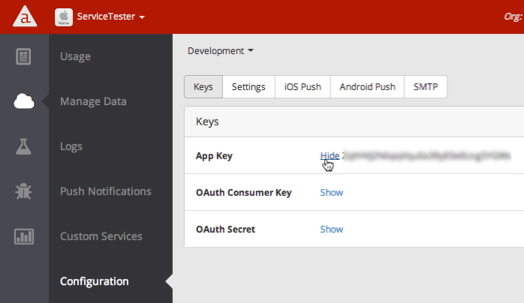 a
ServiceTester
Org:
Native
Development
Usage
Keys Settings iOS Push Android Push SMTP
Manage Data
Keys
Logs
App Key Hide
Push Notifications
OAuth Consumer Key Show
Custom Services
OAuth Secret Show
Configuration